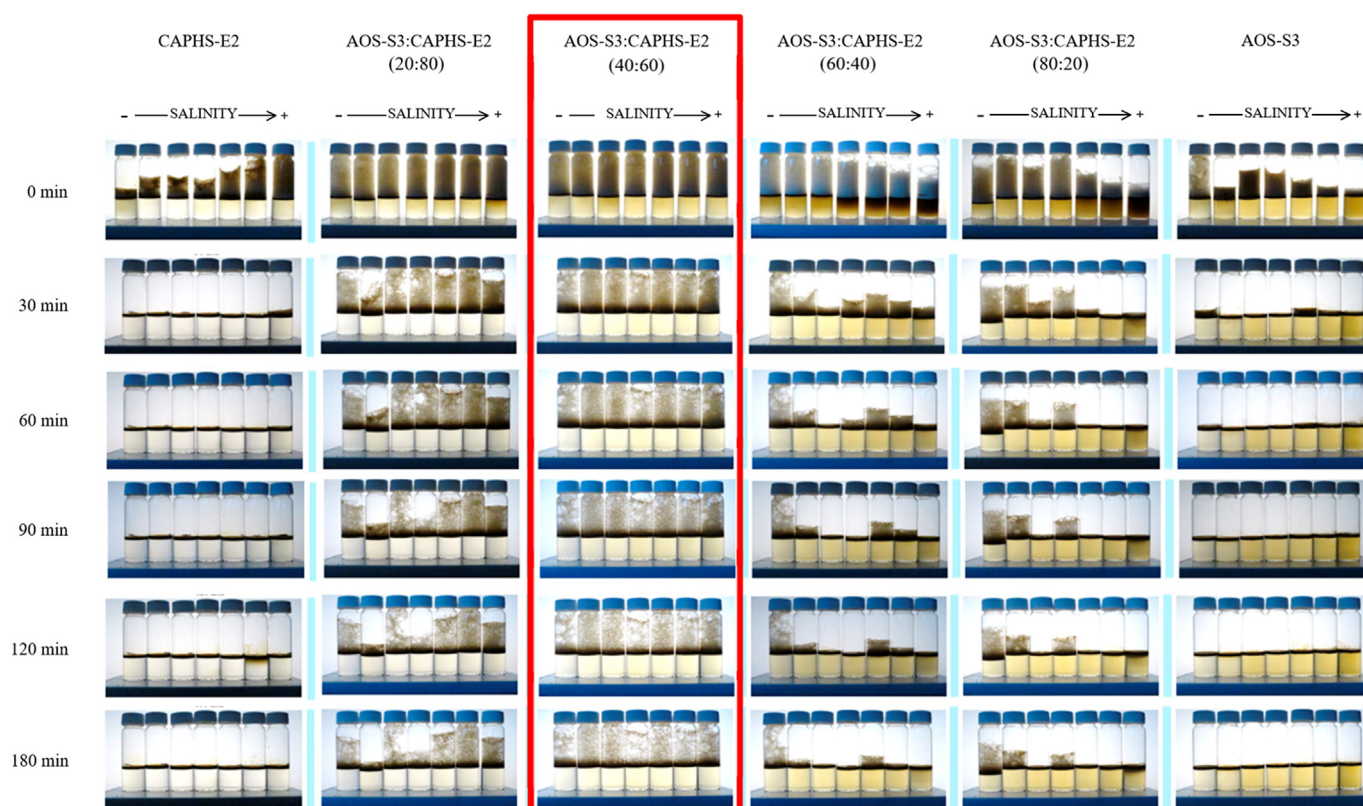 CAPHS-E2
AOS-S3:CAPHS-E2
(20:80)
AOS-S3:CAPHS-E2
(40:60)
AOS-S3:CAPHS-E2
(60:40)
AOS-S3:CAPHS-E2
(80:20)
AOS-S3
- SALINITY +
- SALINITY +
- SALINITY +
- SALINITY +
- SALINITY +
- SALINITY +
0 min
30 min
60 min
90 min
120 min
180 min